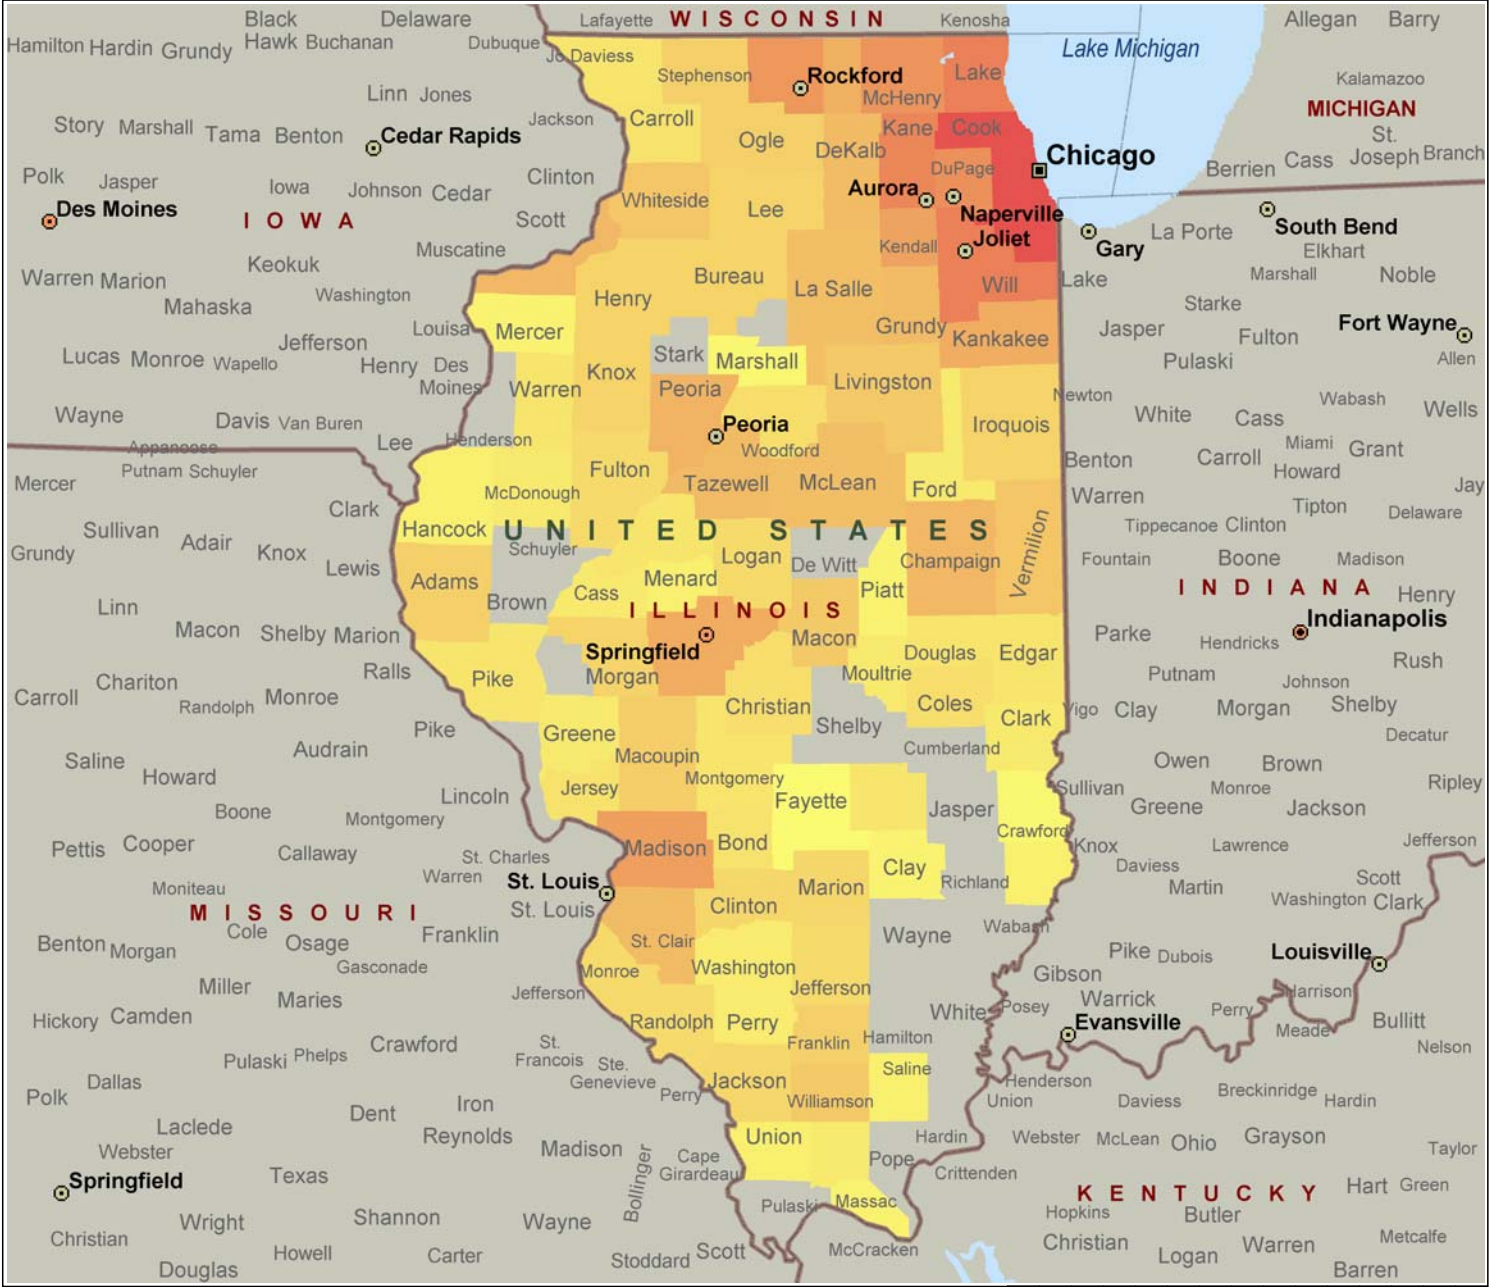 Black
Delaware
Lafayette
WISCONSIN
Kenosha
Allegan
Barry
Hamilton
Hardin
Grundy
Hawk
Buchanan
Dubuque
Jo Daviess
Lake Michigan
Stephenson
Rockford
Lake
Kalamazoo
Linn
Jones
McHenry
MICHIGAN
Story
Marshall
Tama
Benton
Cedar Rapids
Jackson
Carroll
Ogle
DeKalb
Kane
Cook
St.
Joseph
Branch
Chicago
Polk
Jasper
Iowa
Johnson
Cedar
Clinton
DuPage
Berrien
Cass
Des Moines
IOWA
Scott
Whiteside
Lee
Aurora
Naperville
Joliet
La Porte
South Bend
Elkhart
Gary
Muscatine
Kendall
Warren
Marion
Keokuk
Mahaska
Washington
Henry
Bureau
La Salle
Will
Lake
Marshall
Noble
Starke
Jefferson
Louisa
Mercer
Grundy
Kankakee
Jasper
Fulton
Fort Wayne
Lucas
Monroe
Wapello
Henry
Des
Moines
Warren
Knox
Stark
Marshall
Peoria
Livingston
Pulaski
Allen
Newton
Wayne
Davis
Van Buren
Lee
Henderson
Peoria
Woodford
Iroquois
White
Cass
Wabash
Wells
Appanoose
Putnam
Schuyler
Mercer
McDonough
Fulton
Tazewell
McLean
Ford
Benton
Carroll
Miami
Grant
Howard
Clark
Warren
Jay
Sullivan
Adair
Hancock
UNITED STATES
Vermilion
Tippecanoe
Clinton
Tipton
Delaware
Grundy
Knox
Lewis
Schuyler
Logan
De Witt
Champaign
Fountain
Boone
Madison
Adams
Menard
Cass
Piatt
INDIANA
Henry
Linn
Brown
ILLINOIS
Macon
Shelby
Marion
Springfield
Macon
Douglas
Edgar
Parke
Hendricks
Indianapolis
Ralls
Pike
Morgan
Moultrie
Putnam
Johnson
Rush
Carroll
Chariton
Randolph
Monroe
Christian
Coles
Clark
Vigo
Clay
Morgan
Shelby
Pike
Greene
Shelby
Cumberland
Decatur
Saline
Audrain
Macoupin
Montgomery
Owen
Brown
Howard
Lincoln
Jersey
Fayette
Jasper
Sullivan
Monroe
Ripley
Boone
Montgomery
Greene
Jackson
Pettis
Cooper
Callaway
St. Charles
Warren
Madison
Bond
Crawford
Knox
Lawrence
Jefferson
Moniteau
St. Louis
St. Louis
Clinton
Marion
Clay
Richland
Daviess
Martin
Scott
Washington
Clark
MISSOURI
Benton
Morgan
Cole
Osage
Gasconade
Franklin
St. Clair
Wayne
Wabash
Pike
Dubois
Louisville
Miller
Maries
Jefferson
Monroe
Washington
Jefferson
Gibson
Warrick
Harrison
Hickory
Camden
Randolph
Perry
Franklin
Hamilton
White
Posey
Evansville
Perry
Meade
Bullitt
Nelson
Pulaski
Phelps
Crawford
St.
Francois
Ste.
Genevieve
Perry
Jackson
Williamson
Saline
Henderson
Union
Daviess
Breckinridge
Hardin
Dallas
Polk
Laclede
Webster
Dent
Iron
Reynolds
Madison
Bollinger
Cape
Girardeau
Union
Pope
Hardin
Crittenden
Webster
McLean
Ohio
Grayson
Taylor
Springfield
Texas
Pulaski
Massac
KENTUCKY
Hart
Green
Wright
Shannon
Wayne
Hopkins
Butler
Christian
Howell
Carter
Stoddard
Scott
McCracken
Christian
Logan
Warren
Metcalfe
Douglas
Barren